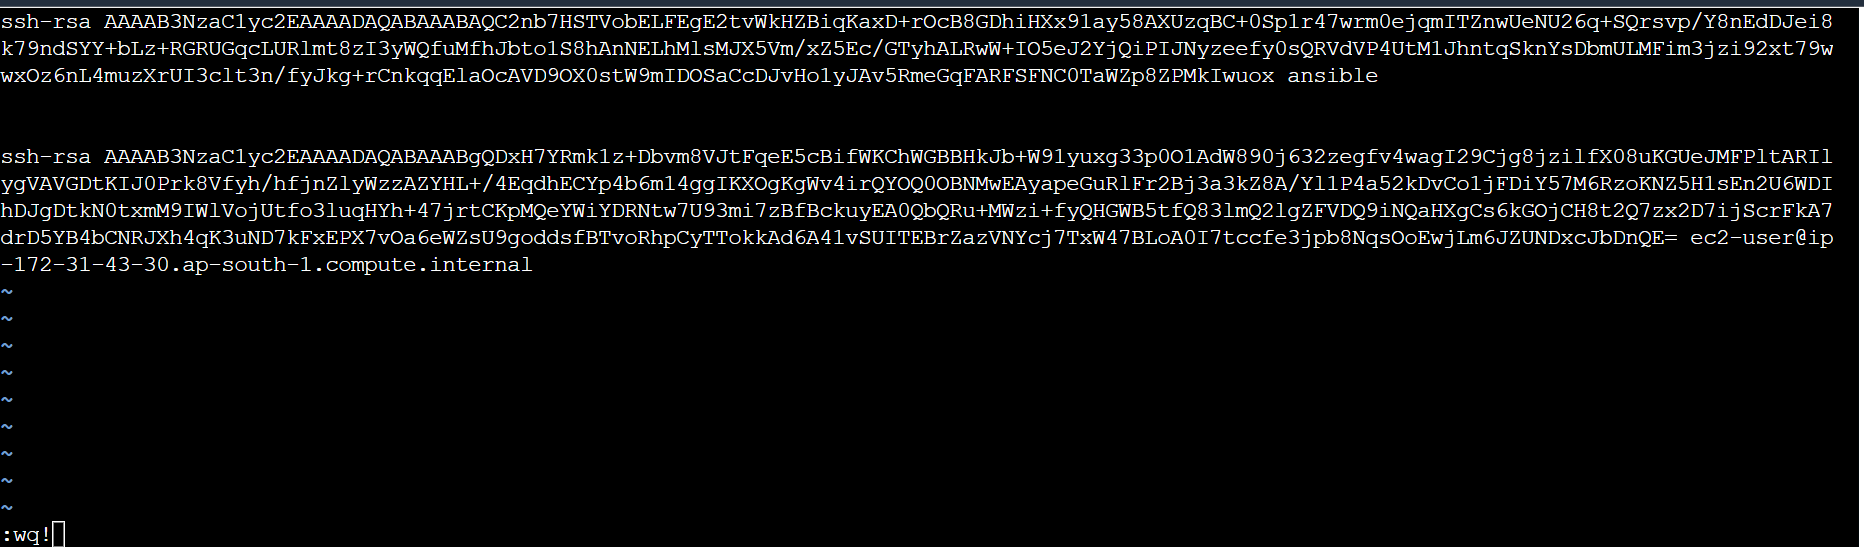 ssh-rsa AAAAB3NzaC1yc2EAAAADAQABAAABAQC2nb7HSTVobELFEgE2tvWkHZBiqKaxD+rOcB8GDhiHXx91ay58AXUzqBC+0Sp1r47wrm0ejqmITZnwUeNU26q+SQrsvp/Y8nEdDJei8
k79ndSYY+bLz+RGRUGqcLURlmt8zI3yWQfuMfhJbto1S8hAnNELhMlsMJX5Vm/xZ5Ec/GTyhALRwW+IO5eJ2YjQiPIJNyzeefy0sQRVdVP4UtM1JhntqSknYsDbmULMFim3jzi92xt79w
wxOz6nL4muzXrUI3clt3n/fyJkg+rCnkqqElaOcAVD9OX0stW9mIDOSaCcDJvHo1yJAv5RmeGqFARFSFNC0TaWZp8ZPMkIwuox ansible
ssh-rsa AAAAB3NzaC1yc2EAAAADAQABAAABgQDxH7YRmk1z+Dbvm8VJtFqeE5cBifWKChWGBBHkJb+W91yuxg33p0O1AdW890j632zegfv4wagI29Cjg8jzilfX08uKGUeJMFPltARIl
ygVAVGDtKIJ0Prk8Vfyh/hfjnZlyWzzAZYHL+/4EqdhECYp4b6m14ggIKXOgKgWv4irQYOQ0OBNMwEAyapeGuRlFr2Bj3a3kZ8A/Yl1P4a52kDvCo1jFDiY57M6RzoKNZ5H1sEn2U6WDI
hDJgDtkN0txmM9IWlVojUtfo3luqHYh+47jrtCKpMQeYWiYDRNtw7U93mi7zBfBckuyEA0QbQRu+MWzi+fyQHGWB5tfQ83lmQ2lgZFVDQ9iNQaHXgCs6kGOjCH8t2Q7zx2D7ijScrFkA7
drD5YB4bCNRJXh4qK3uND7kFxEPX7vOa6eWZsU9goddsfBTvoRhpCyTTokkAd6A41vSUITEBrZazVNYcj7TxW47BLoA0I7tccfe3jpb8NqsOoEwjLm6JZUNDxcJbDnQE= ec2-user@ip
-172-31-43-30.ap-south-1.compute.internal
~
~
~
~
~
~
~
~
~
:wq!